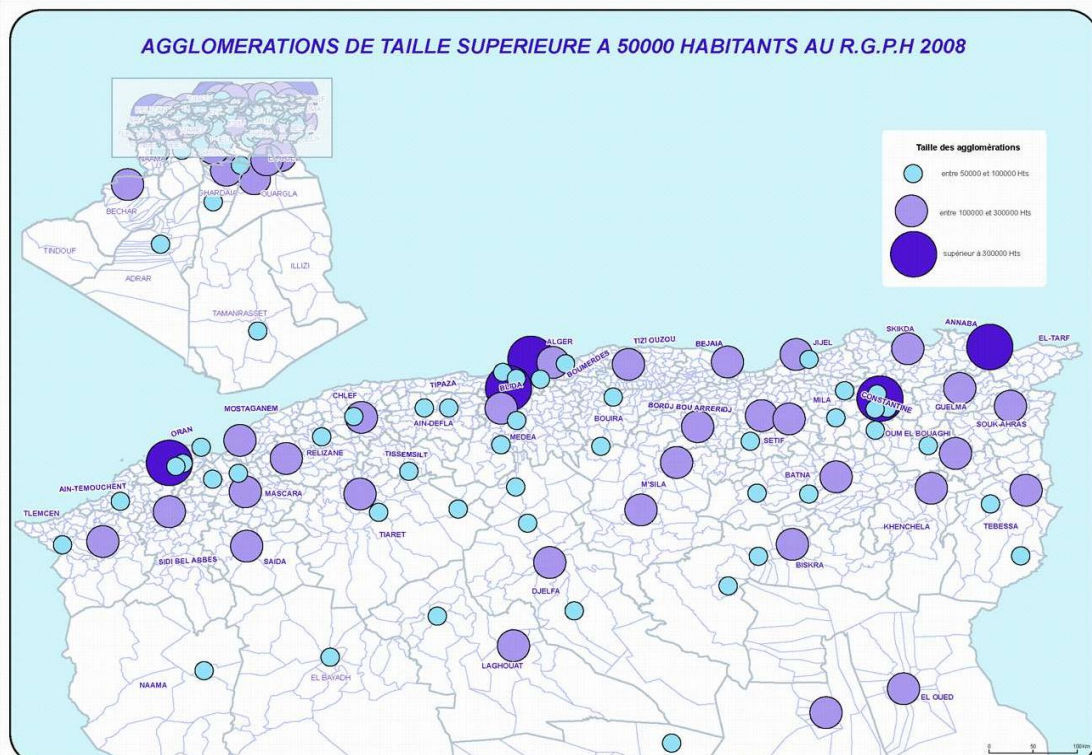 AGGLOMERATIONS DE TAILLE SUPERIEURE A 50000 HABITANTS AU R.G.P.H 2008
Taille des agglomérations
entre 50000 et 100000 Hts
entre 100000 et 300000 Hts
supérieur à 300000 Hts
NAAMA
GHARDAIA
OUARGLA
BECHAR
TINDOUF
ADRAR
ILLIZI
TAMANRASSET
ALGER
TIZI OUZOU
BEJAIA
JIJEL
SKIKDA
ANNABA
EL-TARF
BOUMERDES
TIPAZA
BLIDA
CHLEF
MOSTAGANEM
AIN-DEFLA
MEDEA
BOUIRA
BORDJ BOU ARRERIDJ
SETIF
MILA
CONSTANTINE
GUELMA
SOUK-AHRAS
OUM EL BOUAGHI
ORAN
RELIZANE
TISSEMSILT
AIN-TEMOUCHENT
MASCARA
M'SILA
BATNA
TLEMCEN
SIDI BEL ABBES
SAIDA
TIARET
KHENCHELA
TEBESSA
BISKRA
DJELFA
LAGHOUAT
NAAMA
EL BAYADH
EL OUED
0
50